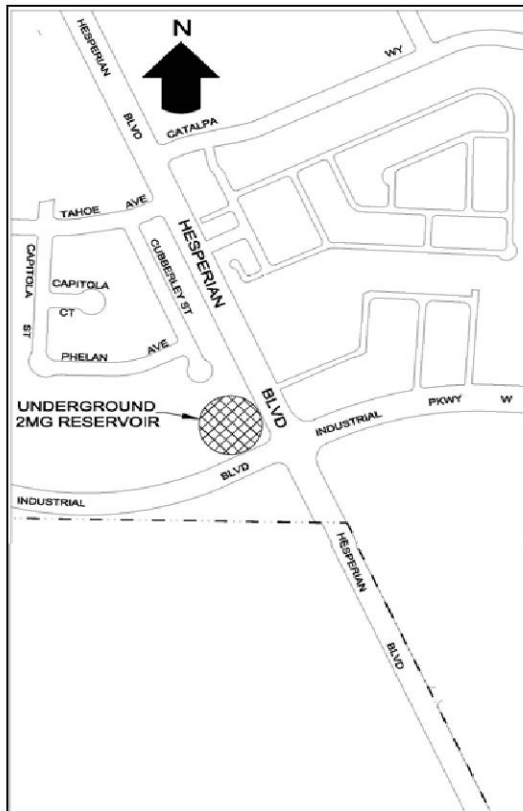 N
HESPERIAN
BLVD
CATALPA
WY
TAHOE AVE
HESPERIAN
CUBBERLEY ST
CAPITOLA
ST
CAPITOLA
CT
PHELAN AVE
UNDERGROUND
2MG RESERVOIR
BLVD
INDUSTRIAL PKWY W
INDUSTRIAL BLVD
HESPERIAN
BLVD